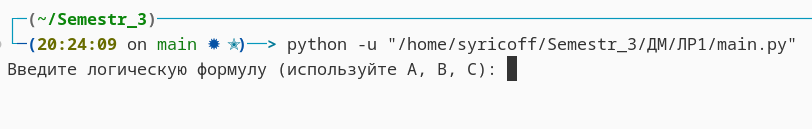 (~/Semestr_3)
(20:24:09 on main ✹ ✭)──> python -u "/home/syricoff/Semestr_3/ДМ/ЛР1/main.py"
Введите логическую формулу (используйте A, B, C):